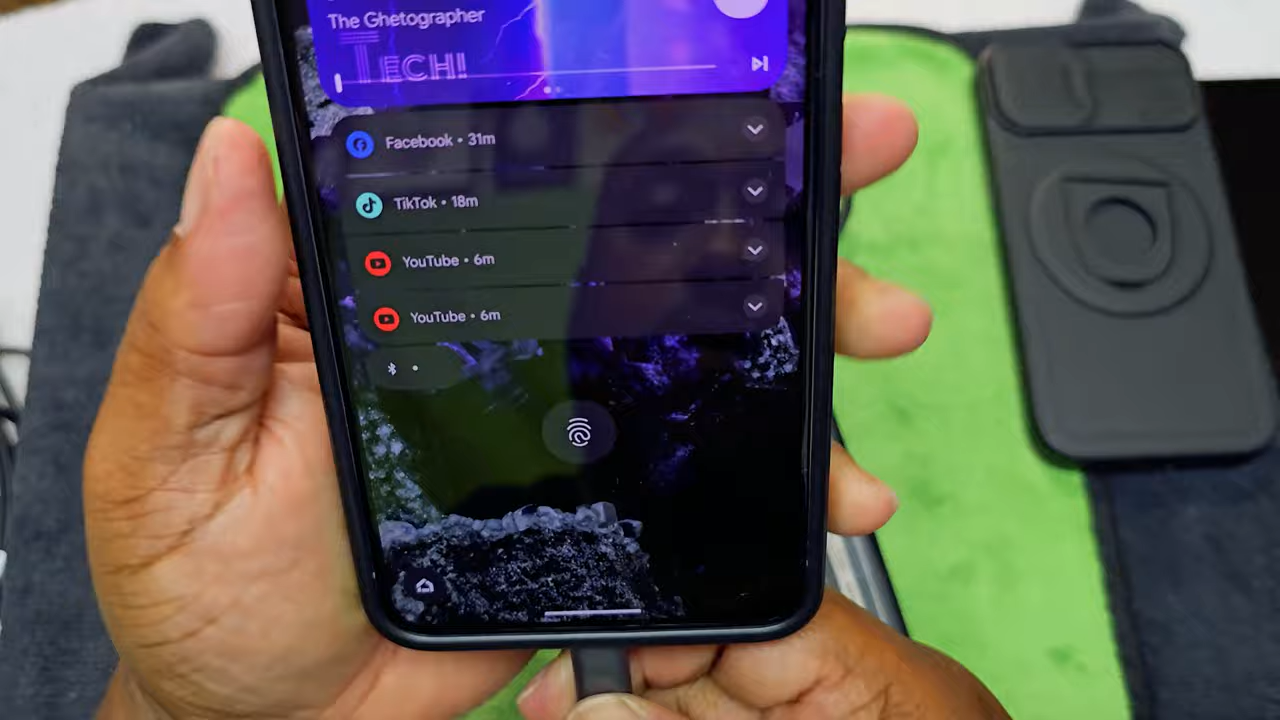 The Ghetographer
TECH!
Facebook • 31m
TikTok • 18m
YouTube • 6m
YouTube • 6m